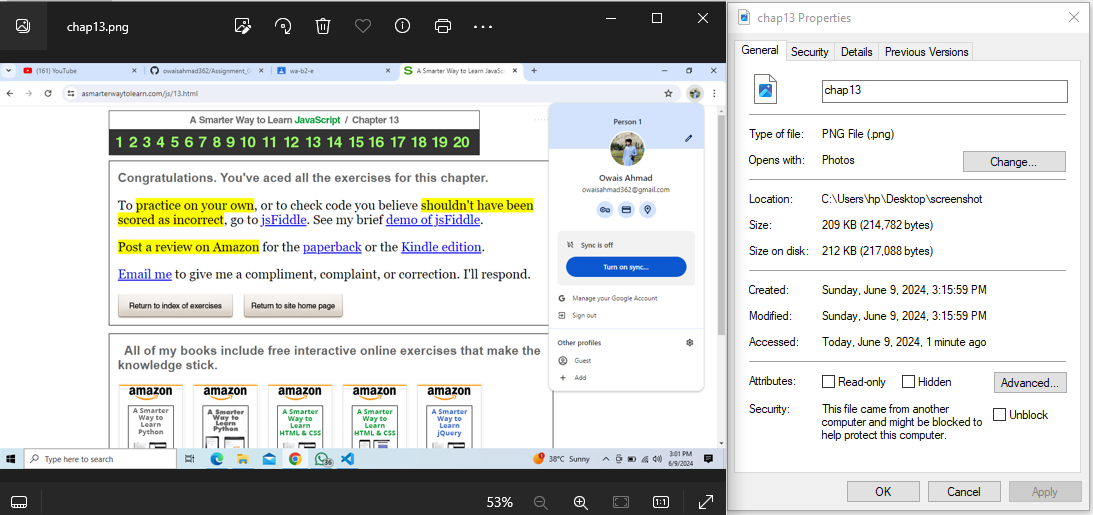 chap13.png
(161) YouTube
owaisahmad362/Assignment_G
wa-b2-e
A Smarter Way to Learn JavaSc
asmarterwaytolearn.com/js/13.html
A Smarter Way to Learn JavaScript / Chapter 13
1 2 3 4 5 6 7 8 9 10 11 12 13 14 15 16 17 18 19 20
Congratulations. You've aced all the exercises for this chapter.
To practice on your own, or to check code you believe shouldn't have been
scored as incorrect, go to jsFiddle. See my brief demo of jsFiddle.
Post a review on Amazon for the paperback or the Kindle edition.
Email me to give me a compliment, complaint, or correction. I'll respond.
Return to index of exercises
Return to site home page
All of my books include free interactive online exercises that make the
knowledge stick.
amazon
A Smarter
Way to
Learn
Python
amazon
A Smarter
Way to
Learn
Python
amazon
A Smarter
Way to
Learn
HTML & CSS
amazon
A Smarter
Way to
Learn
HTML & CSS
amazon
A Smarter
Way to
Learn
jQuery
Person 1
Owais Ahmad
owaisahmad362@gmail.com
Sync is off
Turn on sync...
Manage your Google Account
Sign out
Other profiles
Guest
Add
Type here to search
36
38°C Sunny
3:01 PM
6/9/2024
53%
1:1
chap13 Properties
General
Security
Details
Previous Versions
chap13
Type of file: PNG File (.png)
Opens with: Photos
Change...
Location: C:\Users\hp\Desktop\screenshot
Size: 209 KB (214,782 bytes)
Size on disk: 212 KB (217,088 bytes)
Created: Sunday, June 9, 2024, 3:15:59 PM
Modified: Sunday, June 9, 2024, 3:15:59 PM
Accessed: Today, June 9, 2024, 1 minute ago
Attributes: Read-only Hidden Advanced...
Security: This file came from another
computer and might be blocked to
help protect this computer.
Unblock
OK
Cancel
Apply